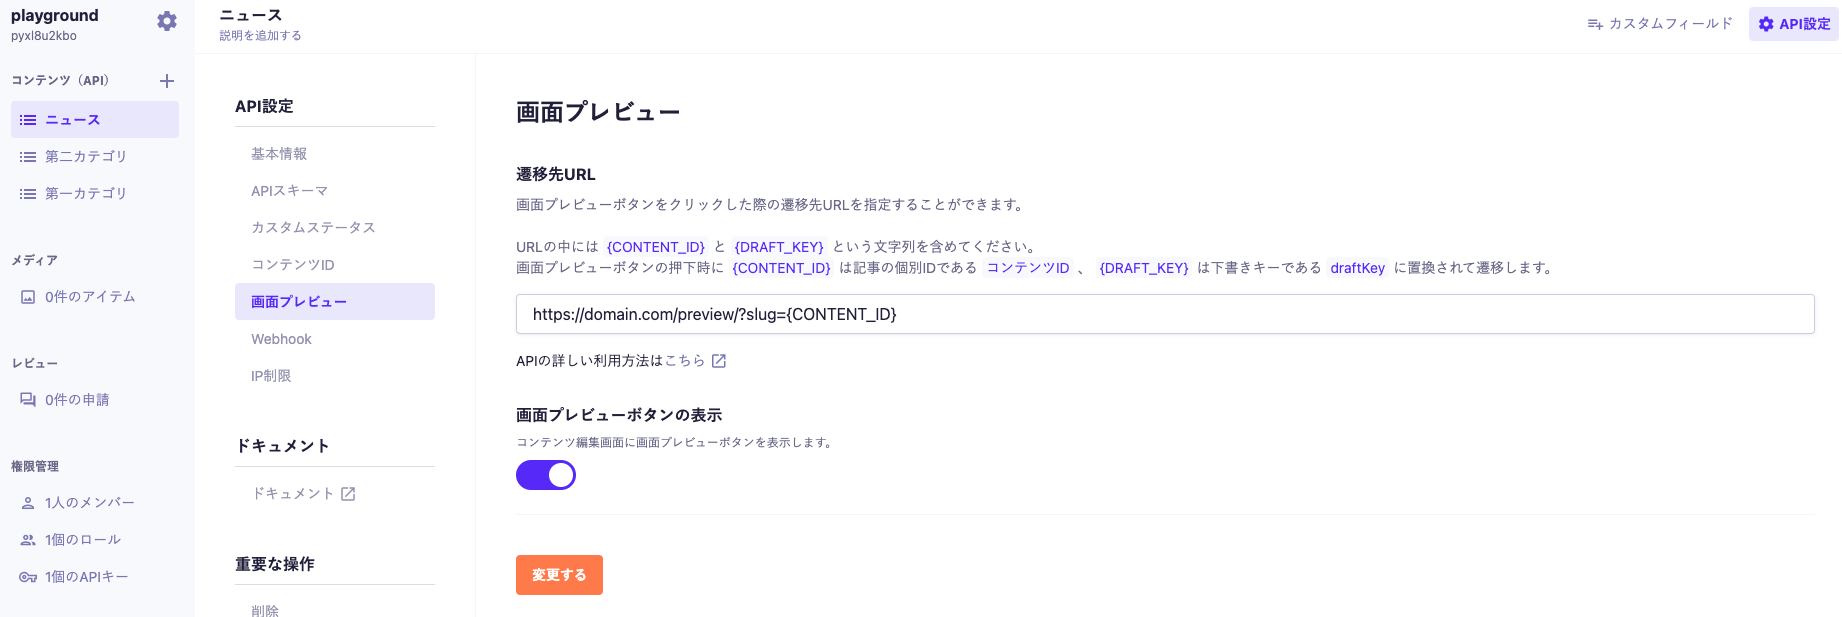 playground
pyxl8u2kbo
コンテンツ（API）
ニュース
第二カテゴリ
第一カテゴリ
メディア
0件のアイテム
レビュー
0件の申請
権限管理
1人のメンバー
1個のロール
1個のAPIキー
ニュース
説明を追加する
カスタムフィールド
API設定
API設定
基本情報
APIスキーマ
カスタムステータス
コンテンツID
画面プレビュー
Webhook
IP制限
ドキュメント
ドキュメント
重要な操作
削除
画面プレビュー
遷移先URL
画面プレビューボタンをクリックした際の遷移先URLを指定することができます。
URLの中には {CONTENT_ID} と {DRAFT_KEY} という文字列を含めてください。
画面プレビューボタンの押下時に {CONTENT_ID} は記事の個別IDである コンテンツID 、 {DRAFT_KEY} は下書きキーである draftKey に置換されて遷移します。
https://domain.com/preview/?slug={CONTENT_ID}
APIの詳しい利用方法はこちら
画面プレビューボタンの表示
コンテンツ編集画面に画面プレビューボタンを表示します。
変更する